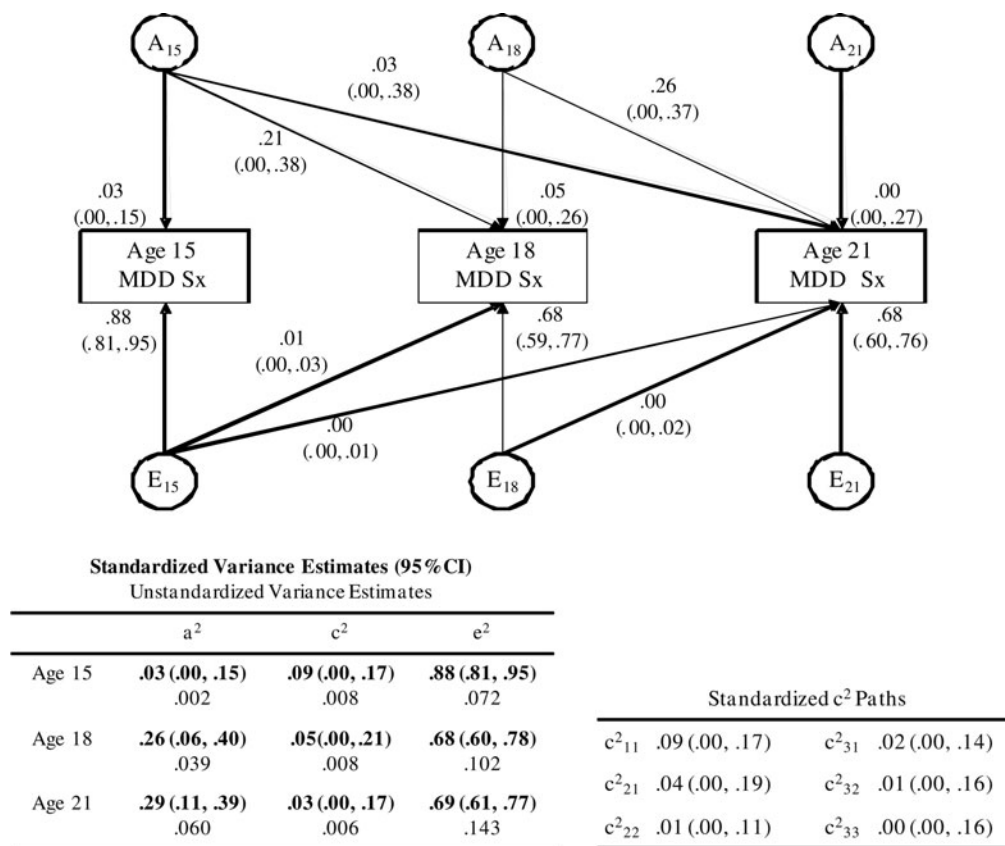 A15 A18 A21
.03
(.00, .38)
.26
(.00, .37)
.21
(.00, .38)
.03
(.00, .15)
.05
(.00, .26)
.00
(.00, .27)
Age 15
MDD Sx
Age 18
MDD Sx
Age 21
MDD Sx
.88
(.81, .95)
.01
(.00, .03)
.68
(.59, .77)
.68
(.60, .76)
.00
(.00, .01)
.00
(.00, .02)
E15 E18 E21
Standardized Variance Estimates (95%CI)
Unstandardized Variance Estimates
a² c² e²
Age 15 .03 (.00, .15) .09 (.00, .17) .88 (.81, .95)
.002 .008 .072
Age 18 .26 (.06, .40) .05(.00, .21) .68 (.60, .78)
.039 .008 .102
Age 21 .29 (.11, .39) .03 (.00, .17) .69 (.61, .77)
.060 .006 .143
Standardized c² Paths
c²11 .09 (.00, .17) c²31 .02 (.00, .14)
c²21 .04 (.00, .19) c²32 .01 (.00, .16)
c²22 .01 (.00, .11) c²33 .00 (.00, .16)